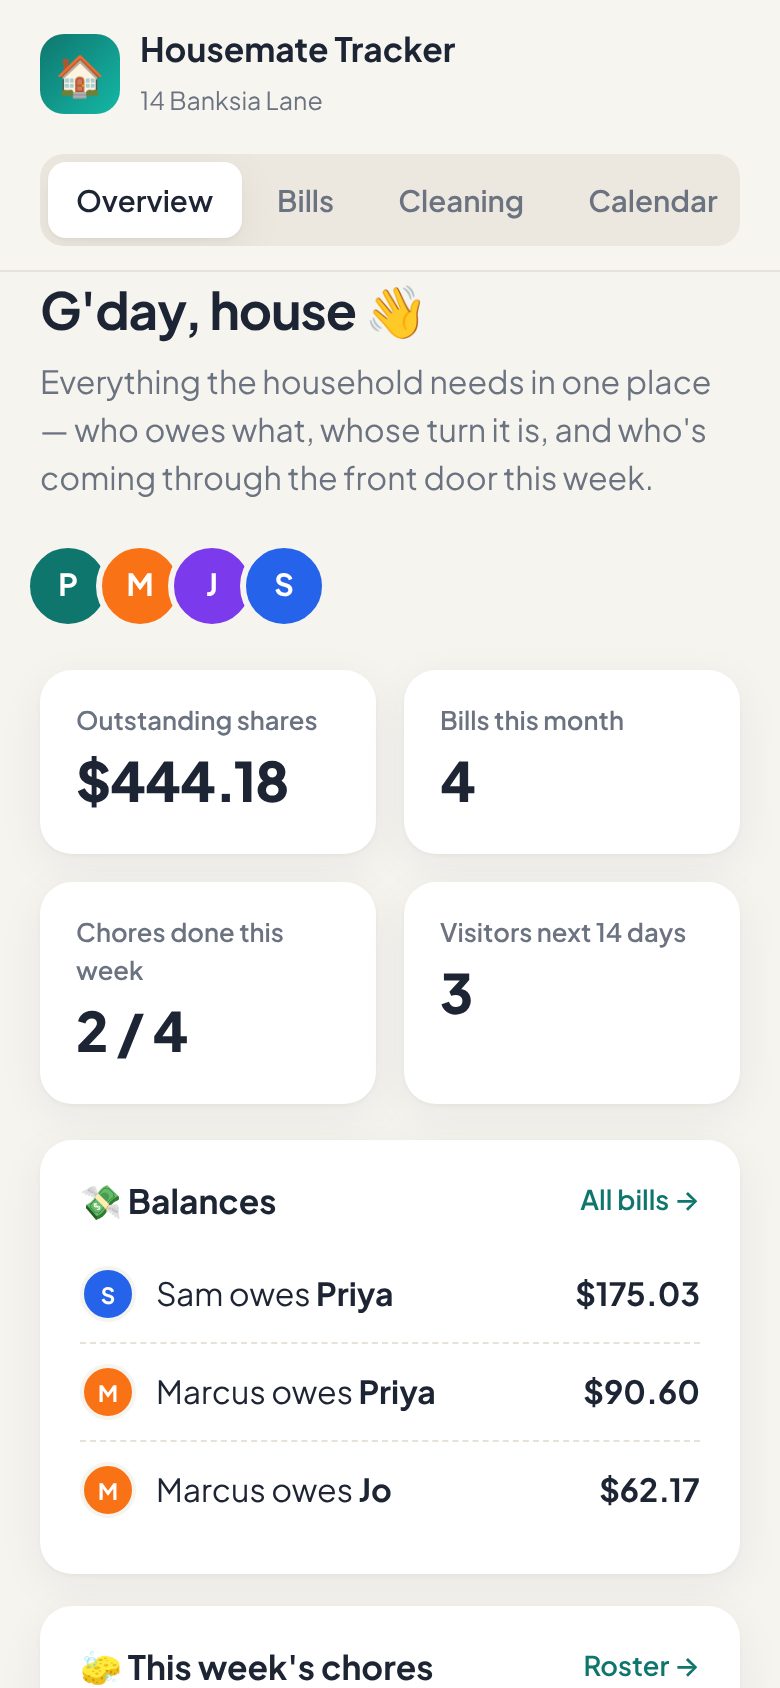 Housemate Tracker
14 Banksia Lane
Overview
Bills
Cleaning
Calendar
G'day, house 👋
Everything the household needs in one place
— who owes what, whose turn it is, and who's
coming through the front door this week.
P
M
J
S
Outstanding shares
$444.18
Bills this month
4
Chores done this
week
2 / 4
Visitors next 14 days
3
💸 Balances
All bills →
S
Sam owes Priya
$175.03
M
Marcus owes Priya
$90.60
M
Marcus owes Jo
$62.17
🧽 This week's chores
Roster →